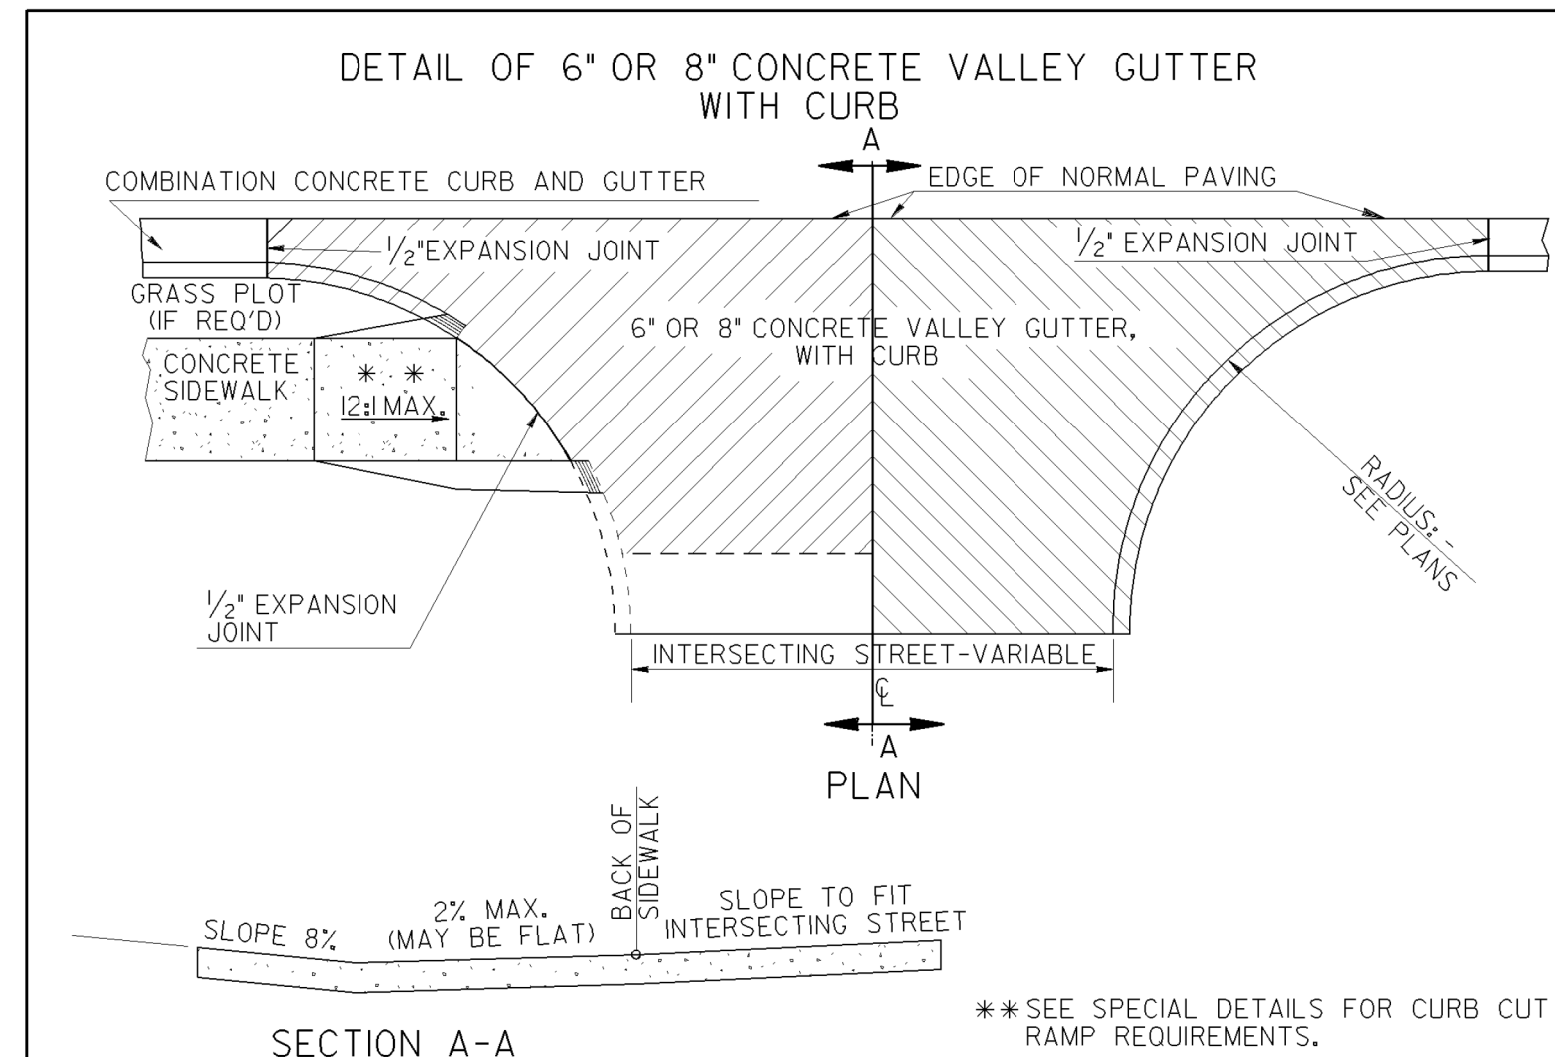 DETAIL OF 6" OR 8" CONCRETE VALLEY GUTTER
WITH CURB
A
COMBINATION CONCRETE CURB AND GUTTER
EDGE OF NORMAL PAVING
1/2" EXPANSION JOINT
1/2" EXPANSION JOINT
GRASS PLOT
(IF REQ'D)
6" OR 8" CONCRETE VALLEY GUTTER,
WITH CURB
CONCRETE
SIDEWALK
* *
12:1 MAX.
RADIUS: -
SEE PLANS
1/2" EXPANSION
JOINT
INTERSECTING STREET-VARIABLE
℄
A
PLAN
BACK OF
SIDEWALK
SLOPE 8%
2% MAX.
(MAY BE FLAT)
SLOPE TO FIT
INTERSECTING STREET
SECTION A-A
** SEE SPECIAL DETAILS FOR CURB CUT
RAMP REQUIREMENTS.